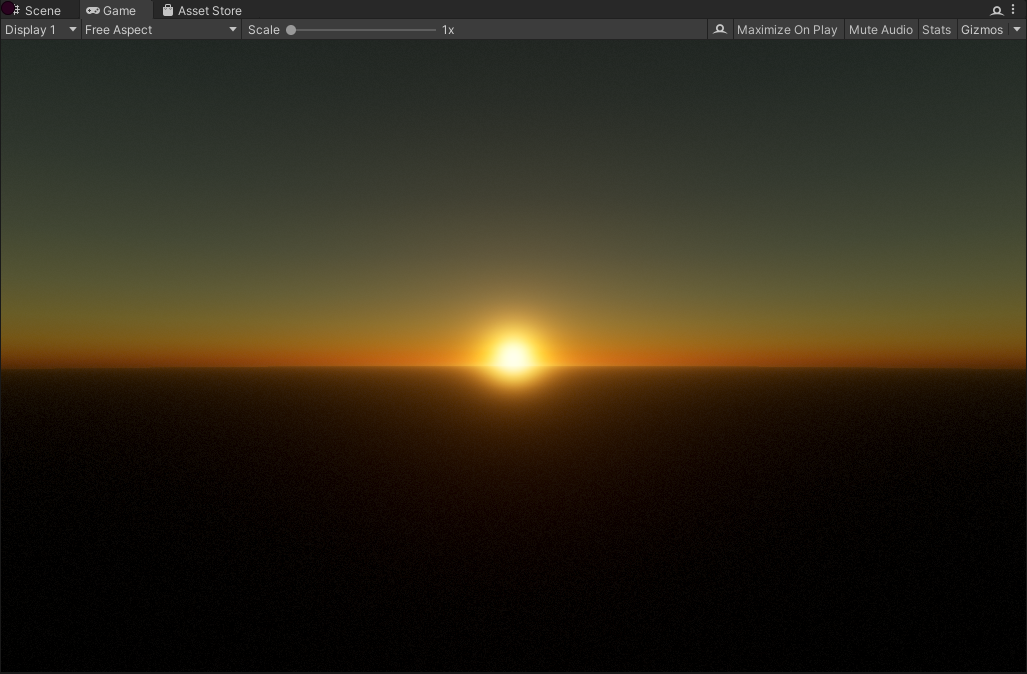 Scene Game Asset Store
Display 1 Free Aspect Scale 1x Maximize On Play Mute Audio Stats Gizmos